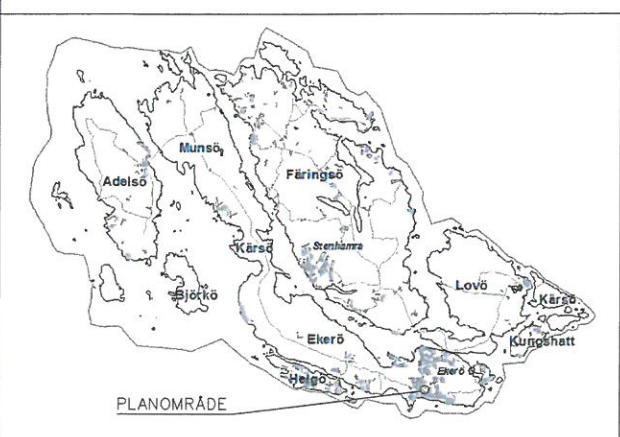 Munsö
Adelsö
Färingsö
Kärsö
Stenhamra
Björkö
Lovö
Kärsö
Kungshatt
Ekerö
Helgö
Ekerö
PLANOMRÅDE